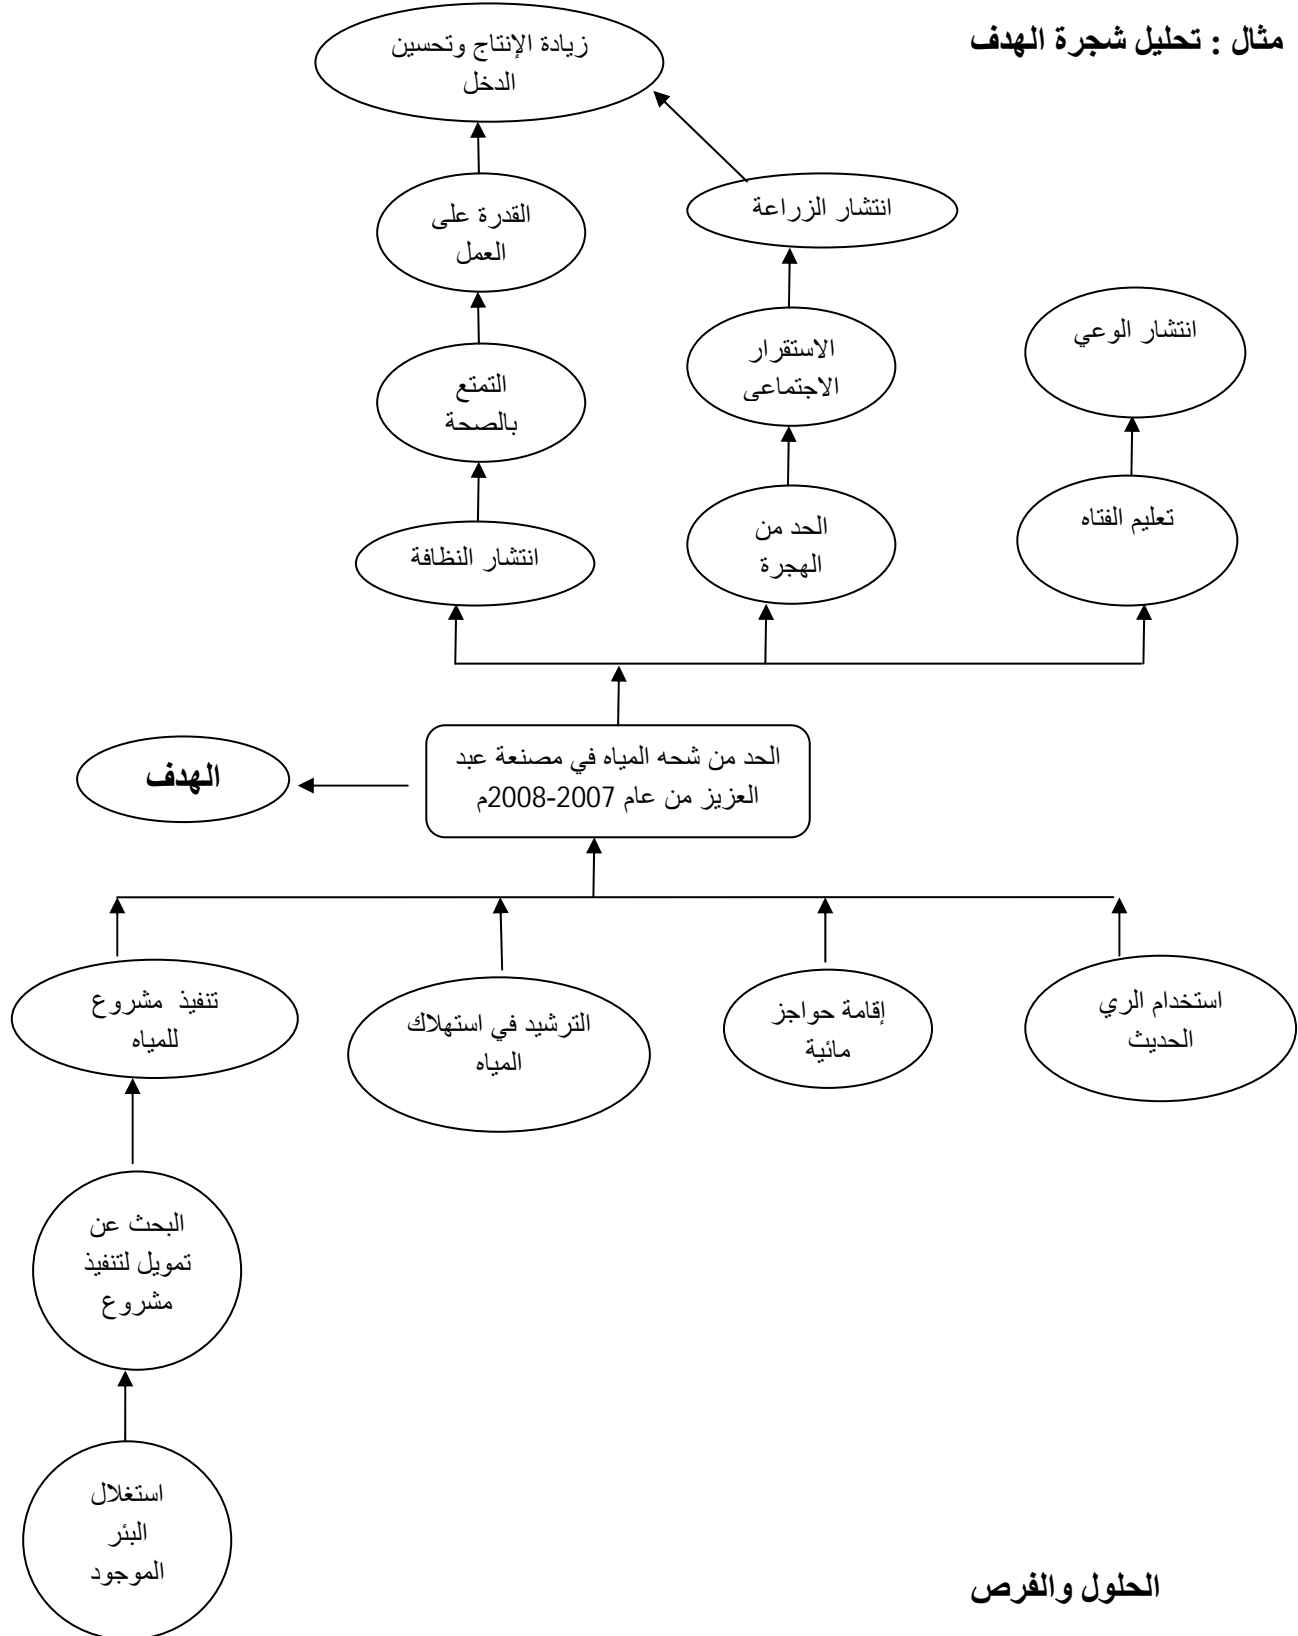 مثال : تحليل شجرة الهدف
زيادة الإنتاج وتحسين
الدخل
انتشار الزراعة
القدرة على
العمل
انتشار الوعي
الاستقرار
الاجتماعى
التمتع
بالصحة
تعليم الفتاه
الحد من
الهجرة
انتشار النظافة
الحد من شحه المياه في مصنعة عبد
العزيز من عام 2007-2008م
الهدف
استخدام الري
الحديث
إقامة حواجز
مائية
الترشيد في استهلاك
المياه
تنفيذ مشروع
للمياه
البحث عن
تمويل لتنفيذ
مشروع
استغلال
البئر
الموجود
الحلول والفرص